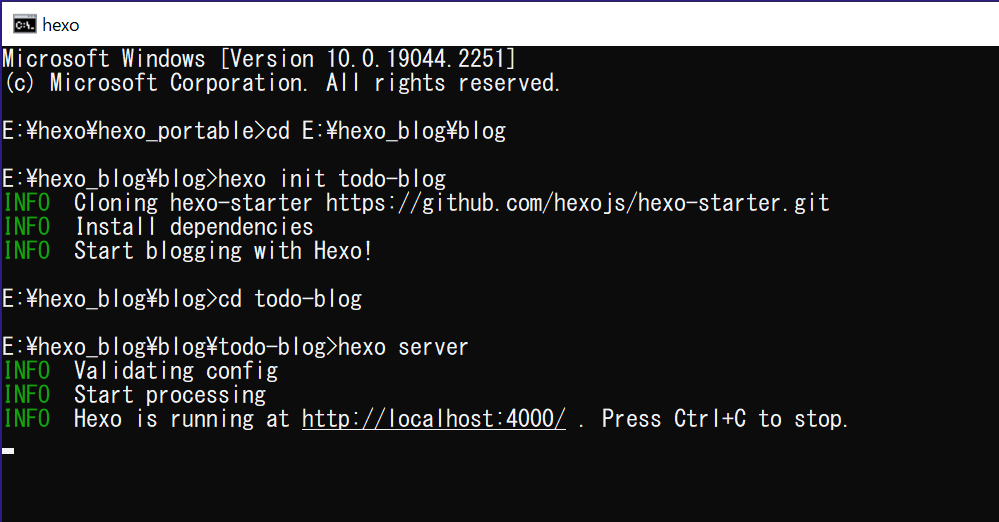 hexo
Microsoft Windows [Version 10.0.19044.2251]
(c) Microsoft Corporation. All rights reserved.
E:¥hexo¥hexo_portable>cd E:¥hexo_blog¥blog
E:¥hexo_blog¥blog>hexo init todo-blog
INFO  Cloning hexo-starter https://github.com/hexojs/hexo-starter.git
INFO  Install dependencies
INFO  Start blogging with Hexo!
E:¥hexo_blog¥blog>cd todo-blog
E:¥hexo_blog¥blog¥todo-blog>hexo server
INFO  Validating config
INFO  Start processing
INFO  Hexo is running at http://localhost:4000/ . Press Ctrl+C to stop.